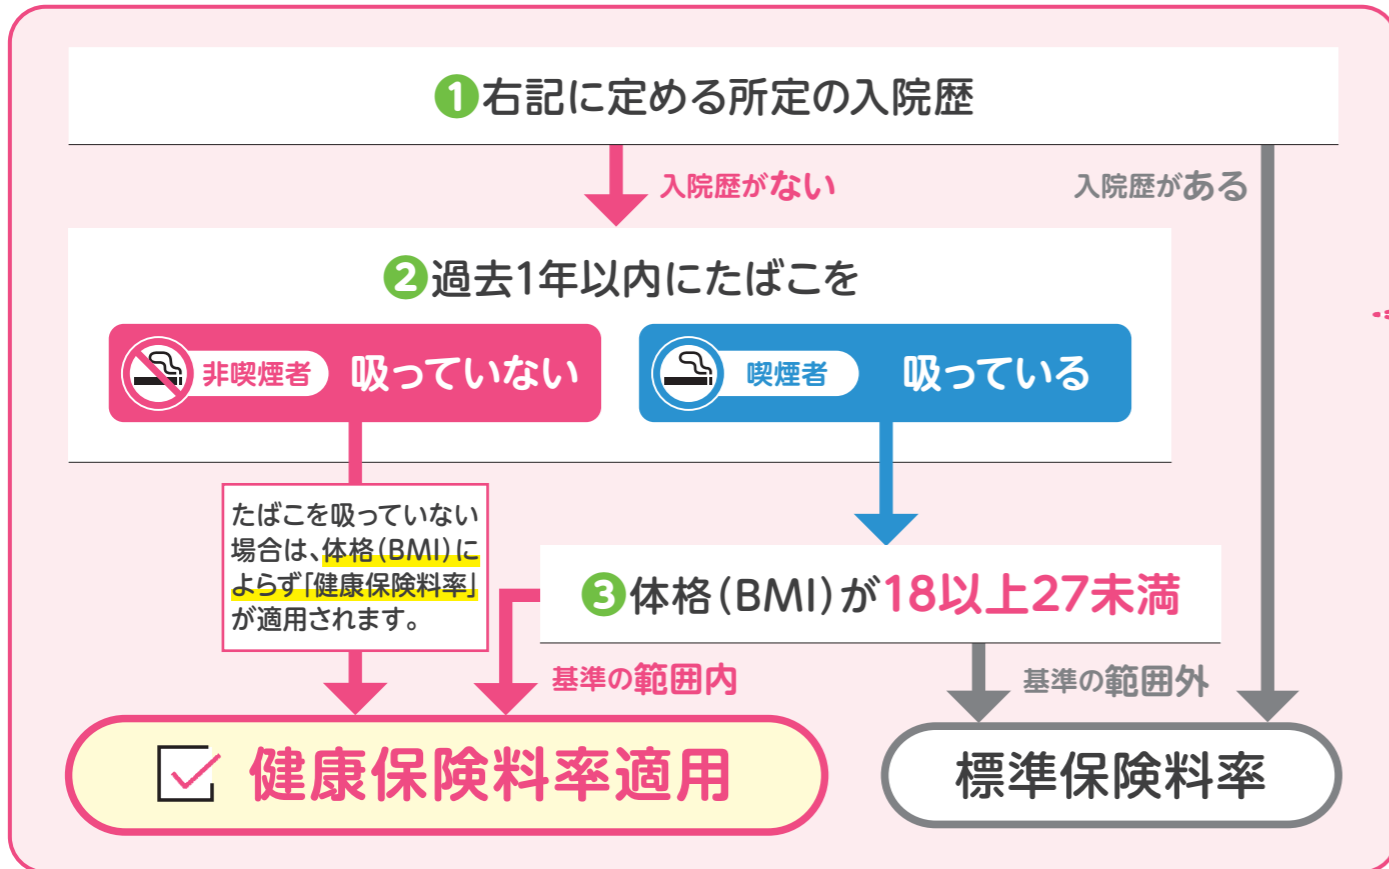 ❶右記に定める所定の入院歴
入院歴がない
入院歴がある
❷過去1年以内にたばこを
非喫煙者 吸っていない
喫煙者 吸っている
たばこを吸っていない
場合は、体格(BMI)に
よらず「健康保険料率」
が適用されます。
❸体格(BMI)が18以上27未満
基準の範囲内
基準の範囲外
健康保険料率適用
標準保険料率